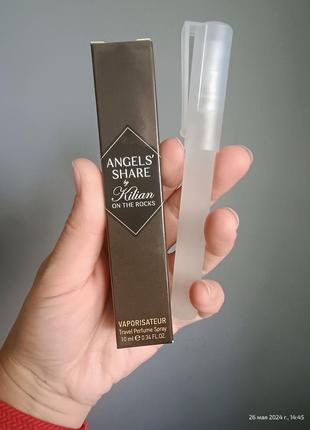 ANGELS'
SHARE
by
Kilian
ON THE ROCKS
VAPORISATEUR
Travel Perfume Spray
10 ml ℮ 0.34 FL.OZ.
26 мая 2024 г., 14:45